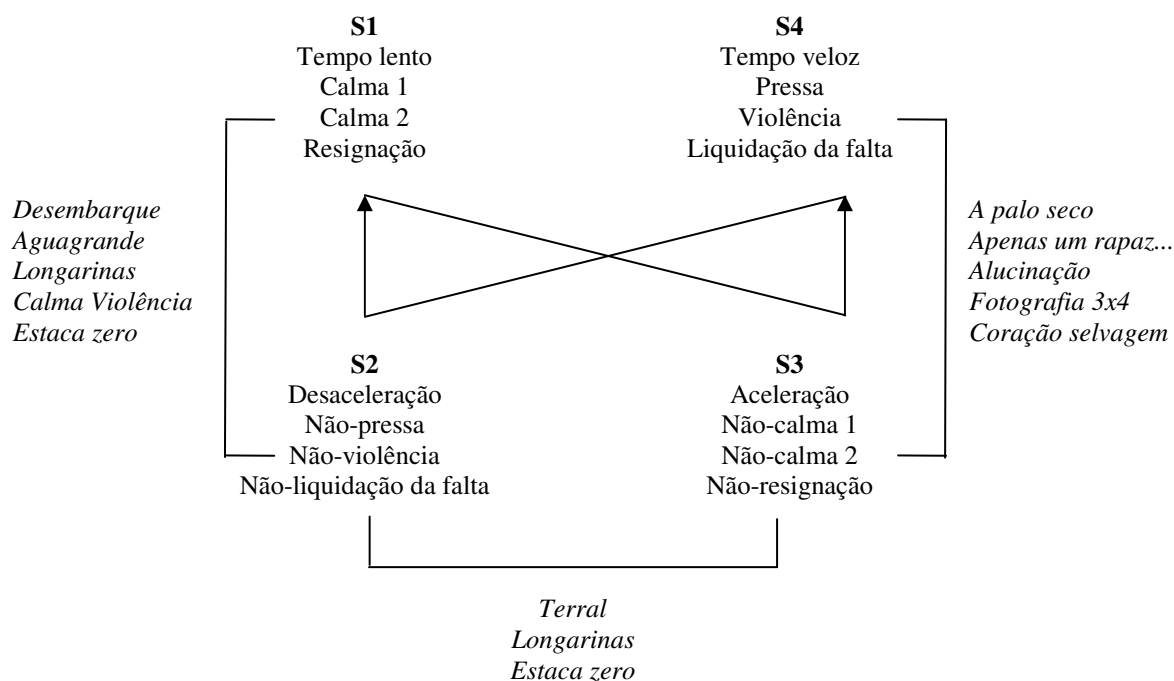 S1
Tempo lento
Calma 1
Calma 2
Resignação
S4
Tempo veloz
Pressa
Violência
Liquidação da falta
Desembarque
Aguagrande
Longarinas
Calma Violência
Estaca zero
A palo seco
Apenas um rapaz...
Alucinação
Fotografia 3x4
Coração selvagem
S2
Desaceleração
Não-pressa
Não-violência
Não-liquidação da falta
S3
Aceleração
Não-calma 1
Não-calma 2
Não-resignação
Terral
Longarinas
Estaca zero